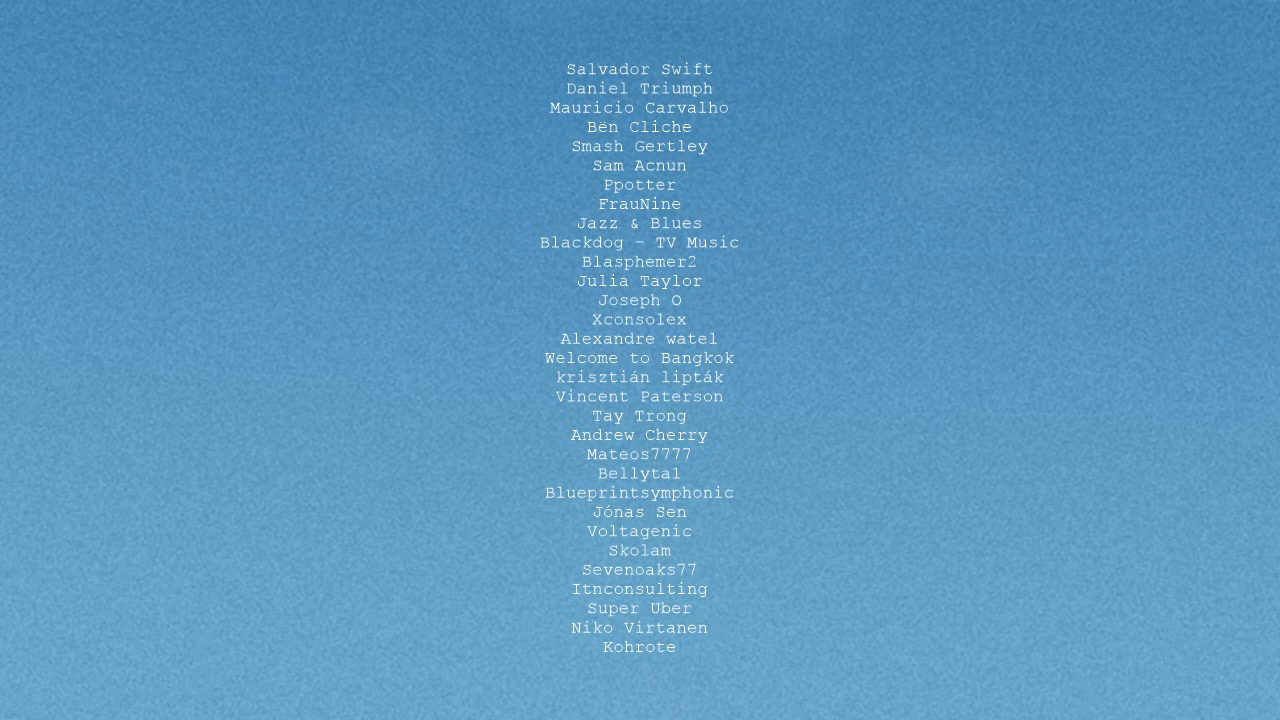 Salvador Swift
Daniel Triumph
Mauricio Carvalho
Bën Cliche
Smash Gertley
Sam Acnun
Ppotter
FrauNine
Jazz & Blues
Blackdog - TV Music
Blasphemer2
Julia Taylor
Joseph O
Xconsolex
Alexandre watel
Welcome to Bangkok
krisztián lipták
Vincent Paterson
Tay Trong
Andrew Cherry
Mateos7777
Bellyta1
Blueprintsymphonic
Jónas Sen
Voltagenic
Skolam
Sevenoaks77
Itnconsulting
Super Uber
Niko Virtanen
Kohrote